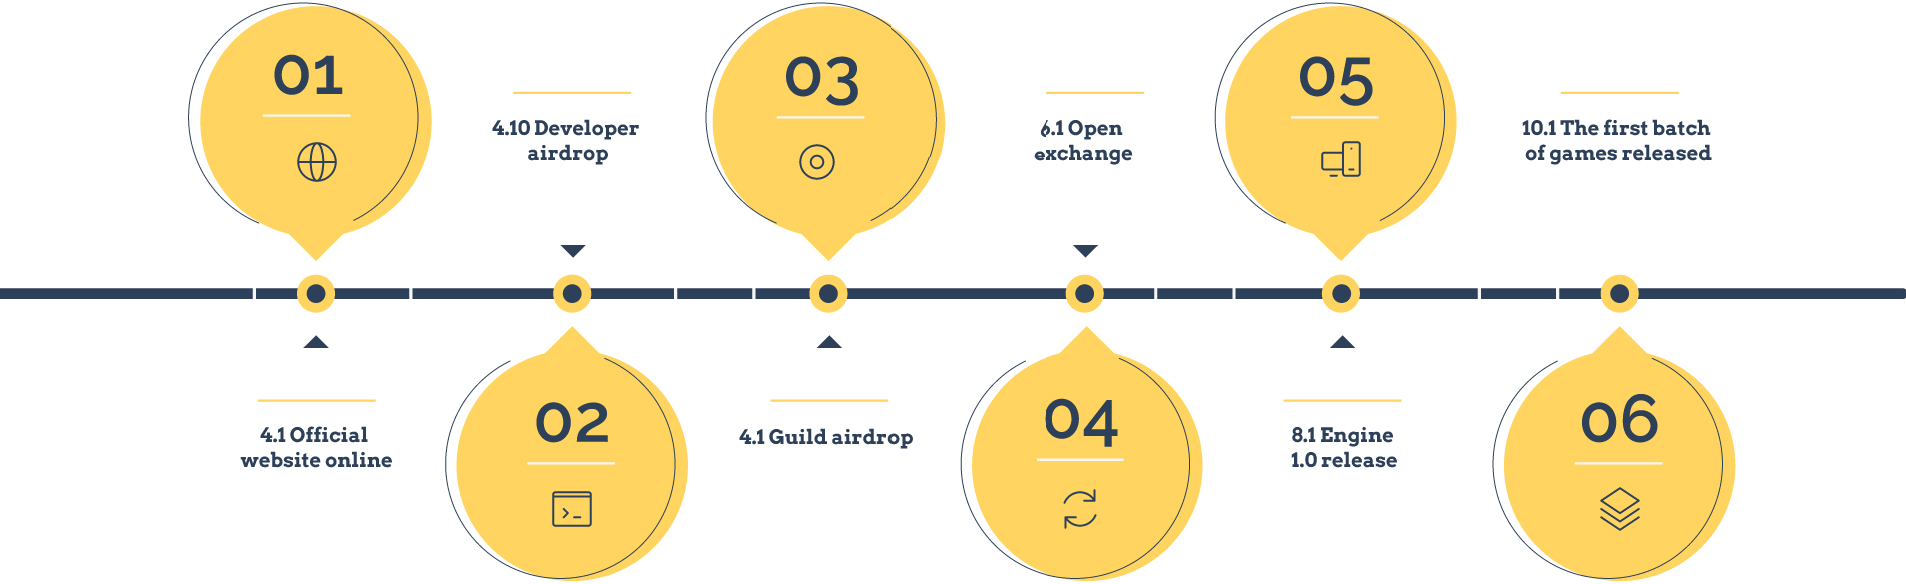 01
4.1 Official
website online
4.10 Developer
airdrop
02
03
4.1 Guild airdrop
6.1 Open
exchange
04
05
8.1 Engine
1.0 release
10.1 The first batch
of games released
06